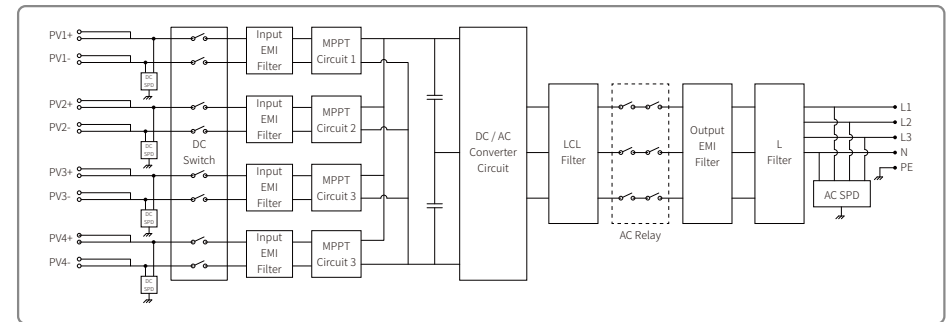 PV1+
PV1-
DC
SPD
Input
EMI
Filter
MPPT
Circuit 1
PV2+
PV2-
DC
SPD
Input
EMI
Filter
MPPT
Circuit 2
PV3+
PV3-
DC
SPD
Input
EMI
Filter
MPPT
Circuit 3
PV4+
PV4-
DC
SPD
Input
EMI
Filter
MPPT
Circuit 3
DC
Switch
DC / AC
Converter
Circuit
LCL
Filter
AC Relay
Output
EMI
Filter
L
Filter
L1
L2
L3
N
PE
AC SPD